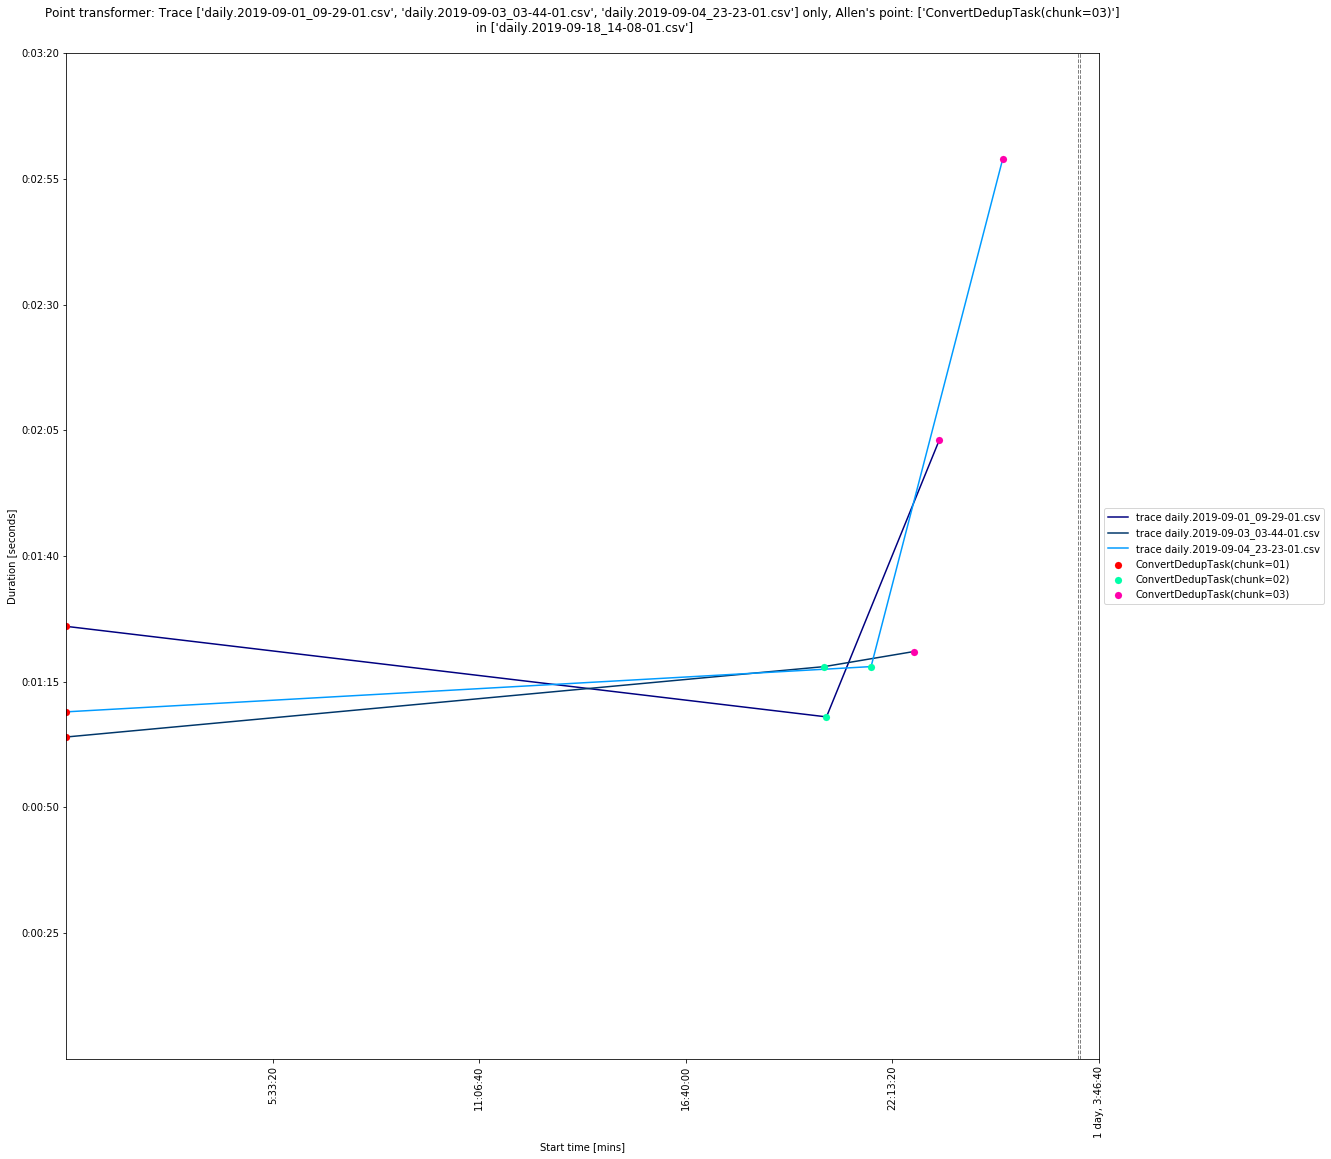 Point transformer: Trace ['daily.2019-09-01_09-29-01.csv', 'daily.2019-09-03_03-44-01.csv', 'daily.2019-09-04_23-23-01.csv'] only, Allen's point: ['ConvertDedupTask(chunk=03)']
in ['daily.2019-09-18_14-08-01.csv']
0:03:20
0:02:55
0:02:30
0:02:05
0:01:40
0:01:15
0:00:50
0:00:25
Duration [seconds]
5:33:20
11:06:40
16:40:00
22:13:20
1 day, 3:46:40
Start time [mins]
trace daily.2019-09-01_09-29-01.csv
trace daily.2019-09-03_03-44-01.csv
trace daily.2019-09-04_23-23-01.csv
ConvertDedupTask(chunk=01)
ConvertDedupTask(chunk=02)
ConvertDedupTask(chunk=03)